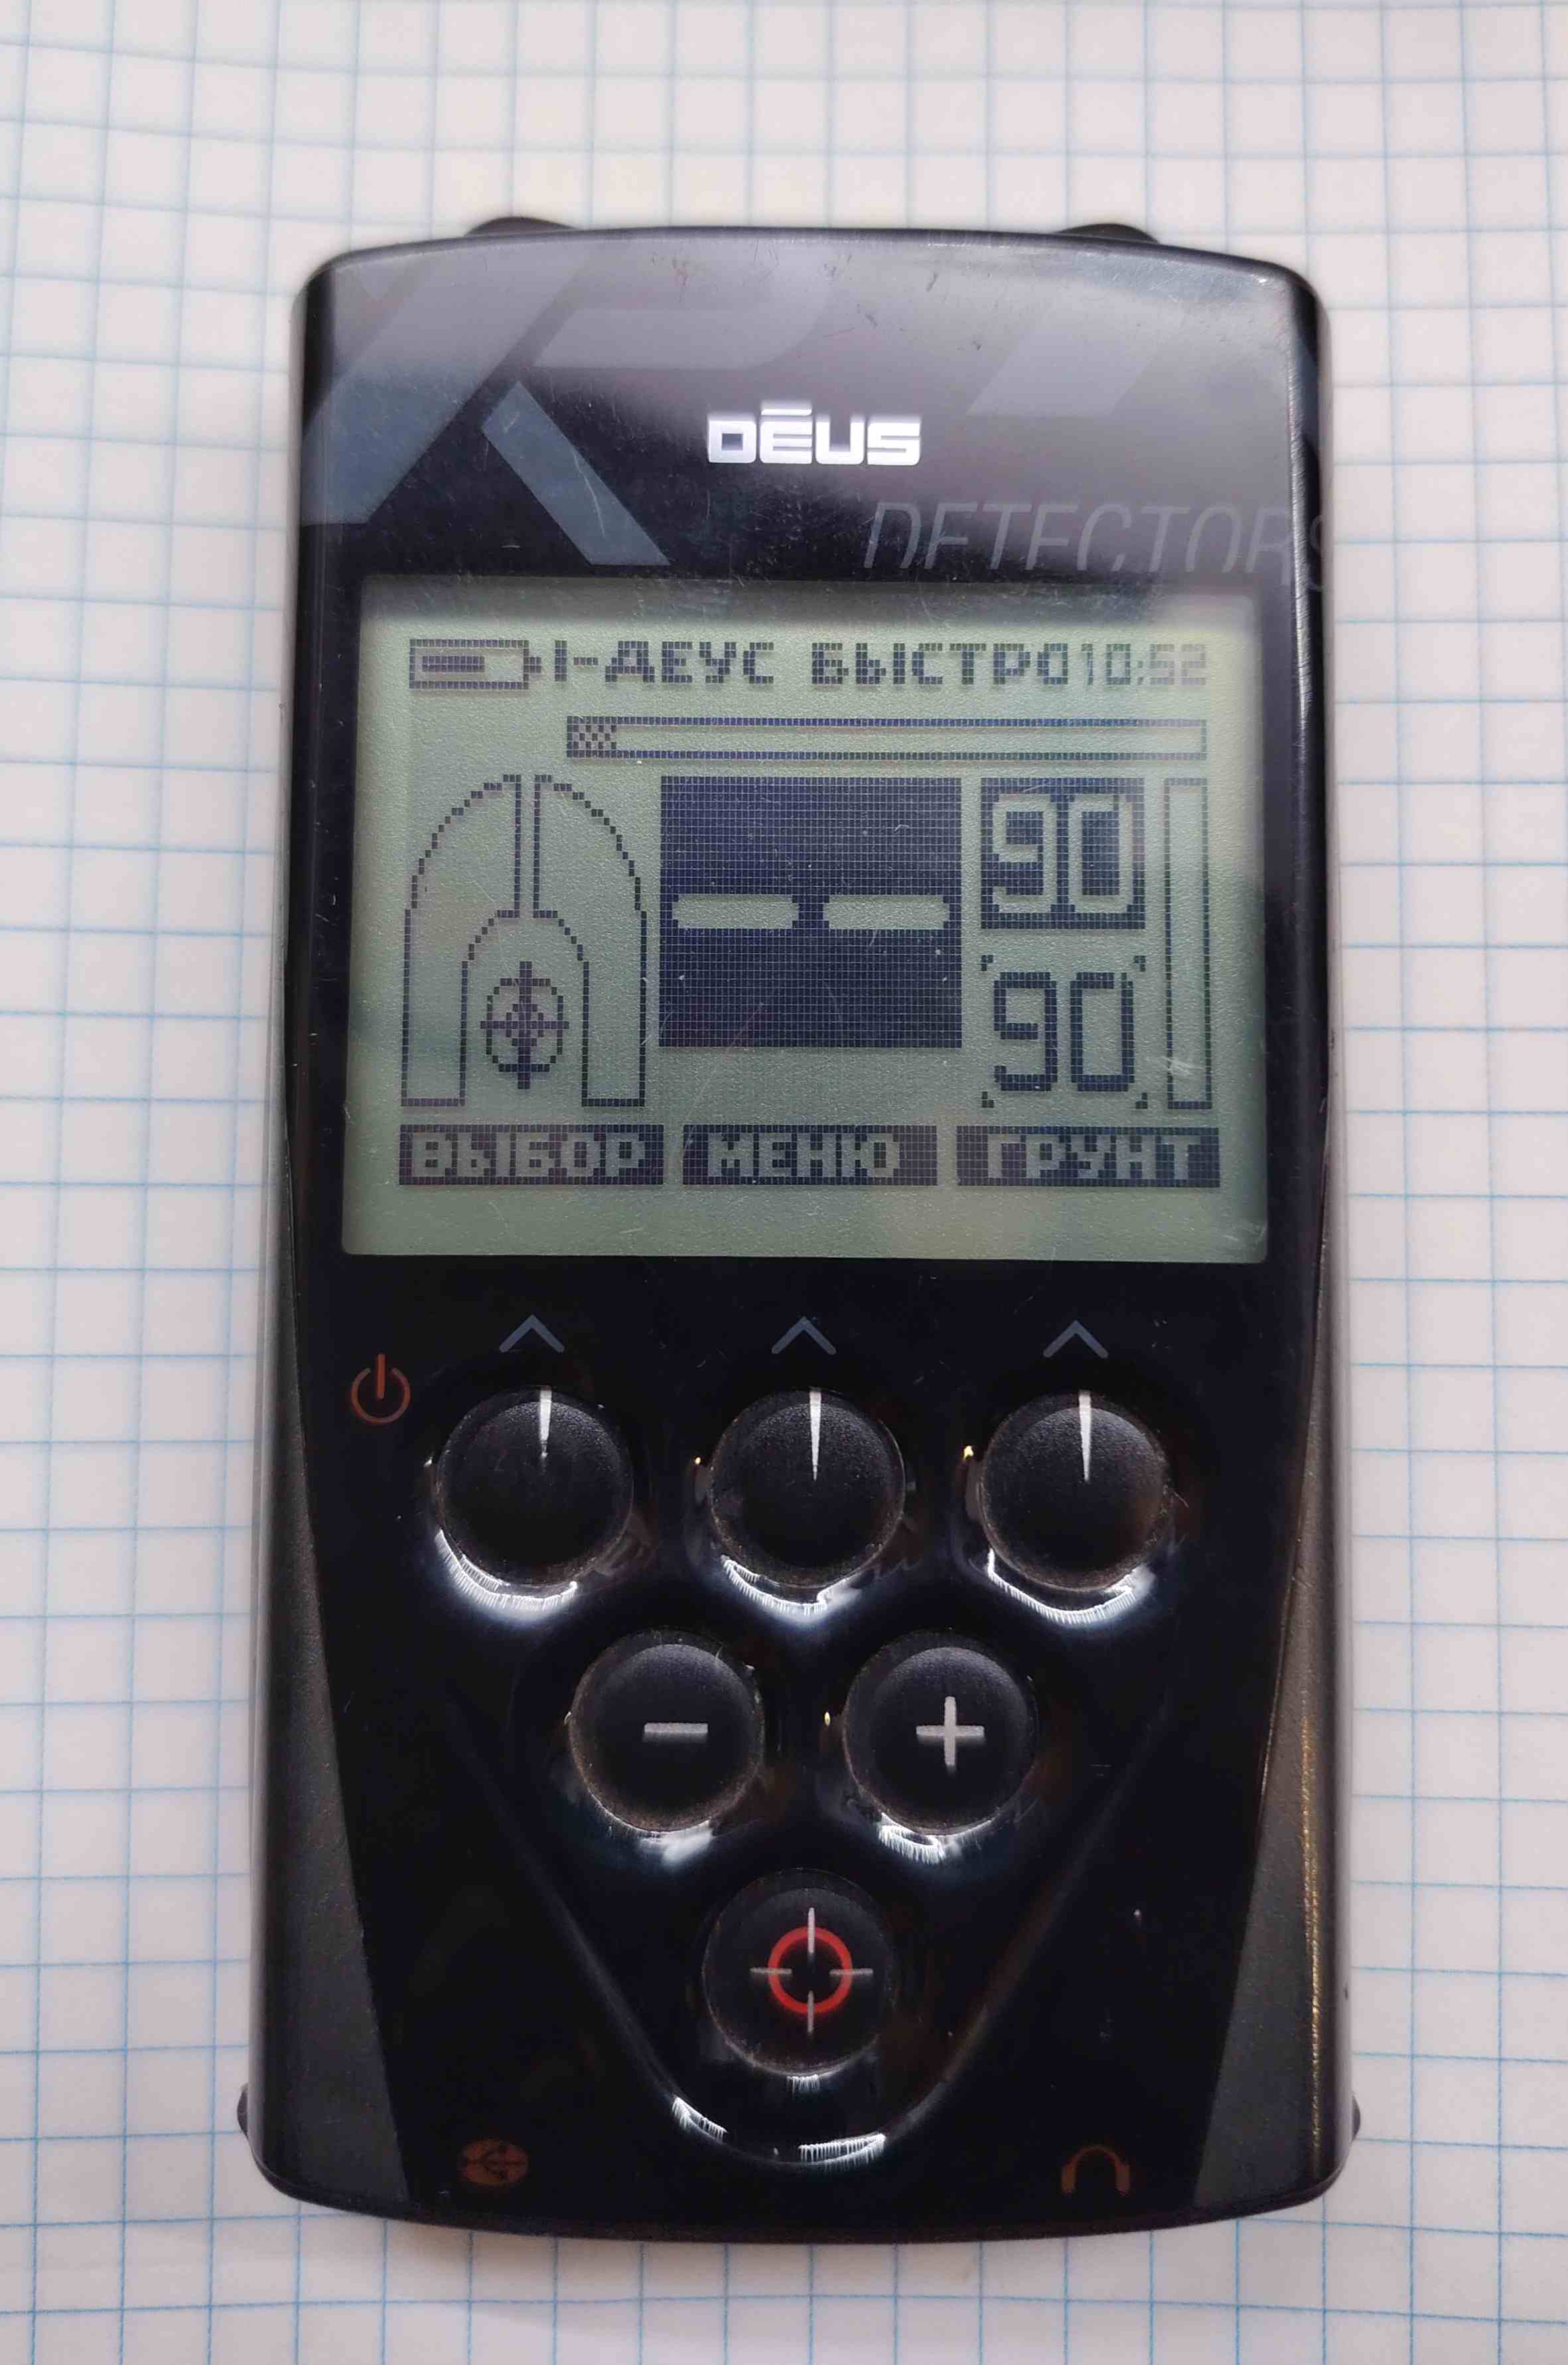 DĒUS
DETECTORS
1-ДЕУС БЫСТРО 10:52
-- 90
90
ВЫБОР МЕНЮ ГРУНТ
- +